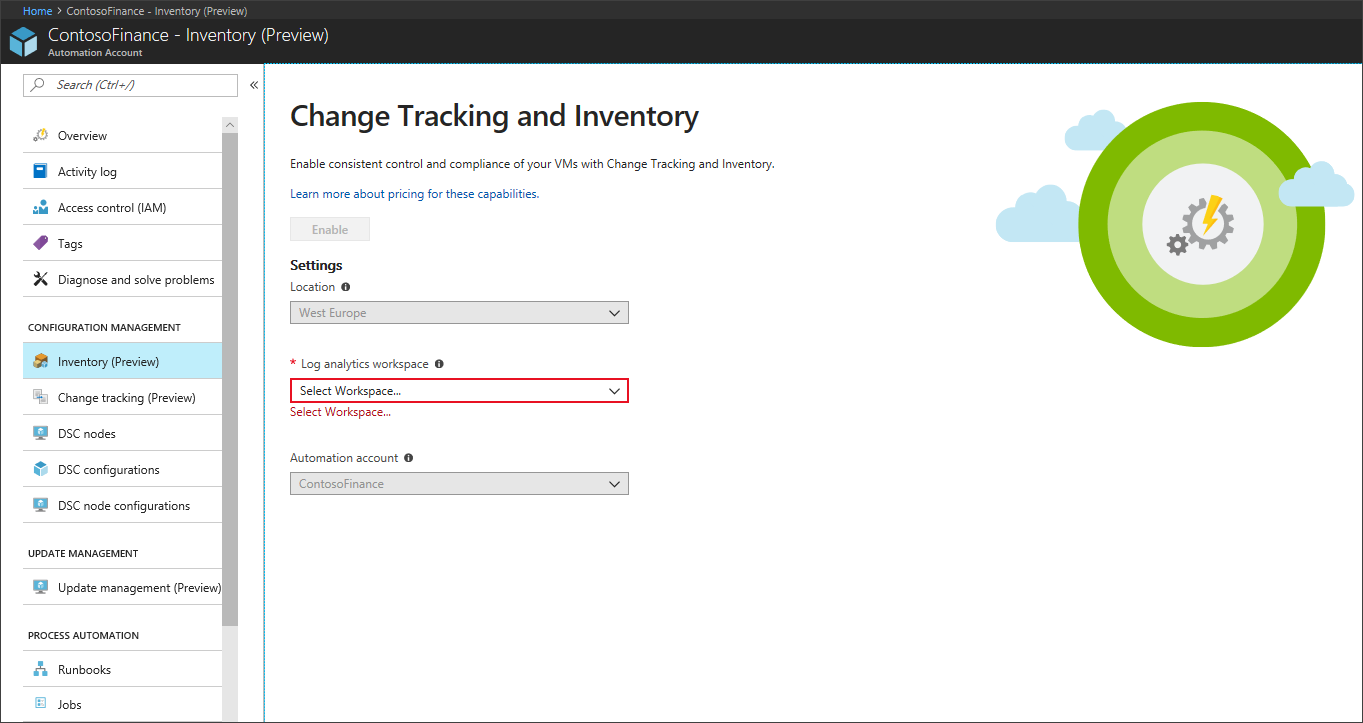 Home > ContosoFinance - Inventory (Preview)
ContosoFinance - Inventory (Preview)
Automation Account
Search (Ctrl+/)
«
Overview
Activity log
Access control (IAM)
Tags
Diagnose and solve problems
CONFIGURATION MANAGEMENT
Inventory (Preview)
Change tracking (Preview)
DSC nodes
DSC configurations
DSC node configurations
UPDATE MANAGEMENT
Update management (Preview)
PROCESS AUTOMATION
Runbooks
Jobs
Change Tracking and Inventory
Enable consistent control and compliance of your VMs with Change Tracking and Inventory.
Learn more about pricing for these capabilities.
Enable
Settings
Location
West Europe
* Log analytics workspace
Select Workspace...
Select Workspace...
Automation account
ContosoFinance